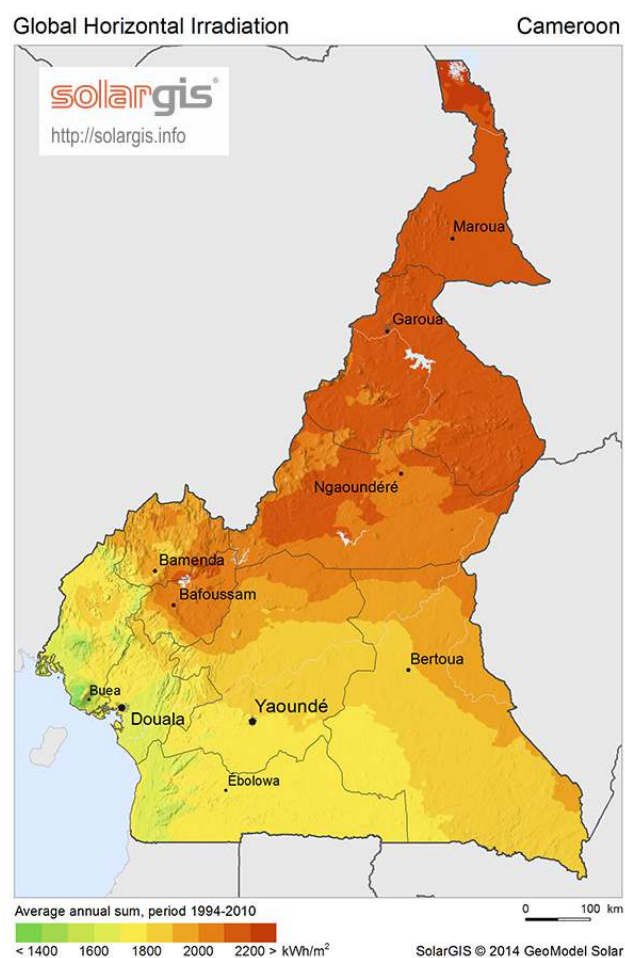 Global Horizontal Irradiation Cameroon
solargis
http://solargis.info
Maroua
Garoua
Ngaoundéré
Bamenda
Bafoussam
Bertoua
Buea
Douala
Yaoundé
Ébolowa
Average annual sum, period 1994-2010
0 100 km
< 1400 1600 1800 2000 2200 > kWh/m²
SolarGIS © 2014 GeoModel Solar